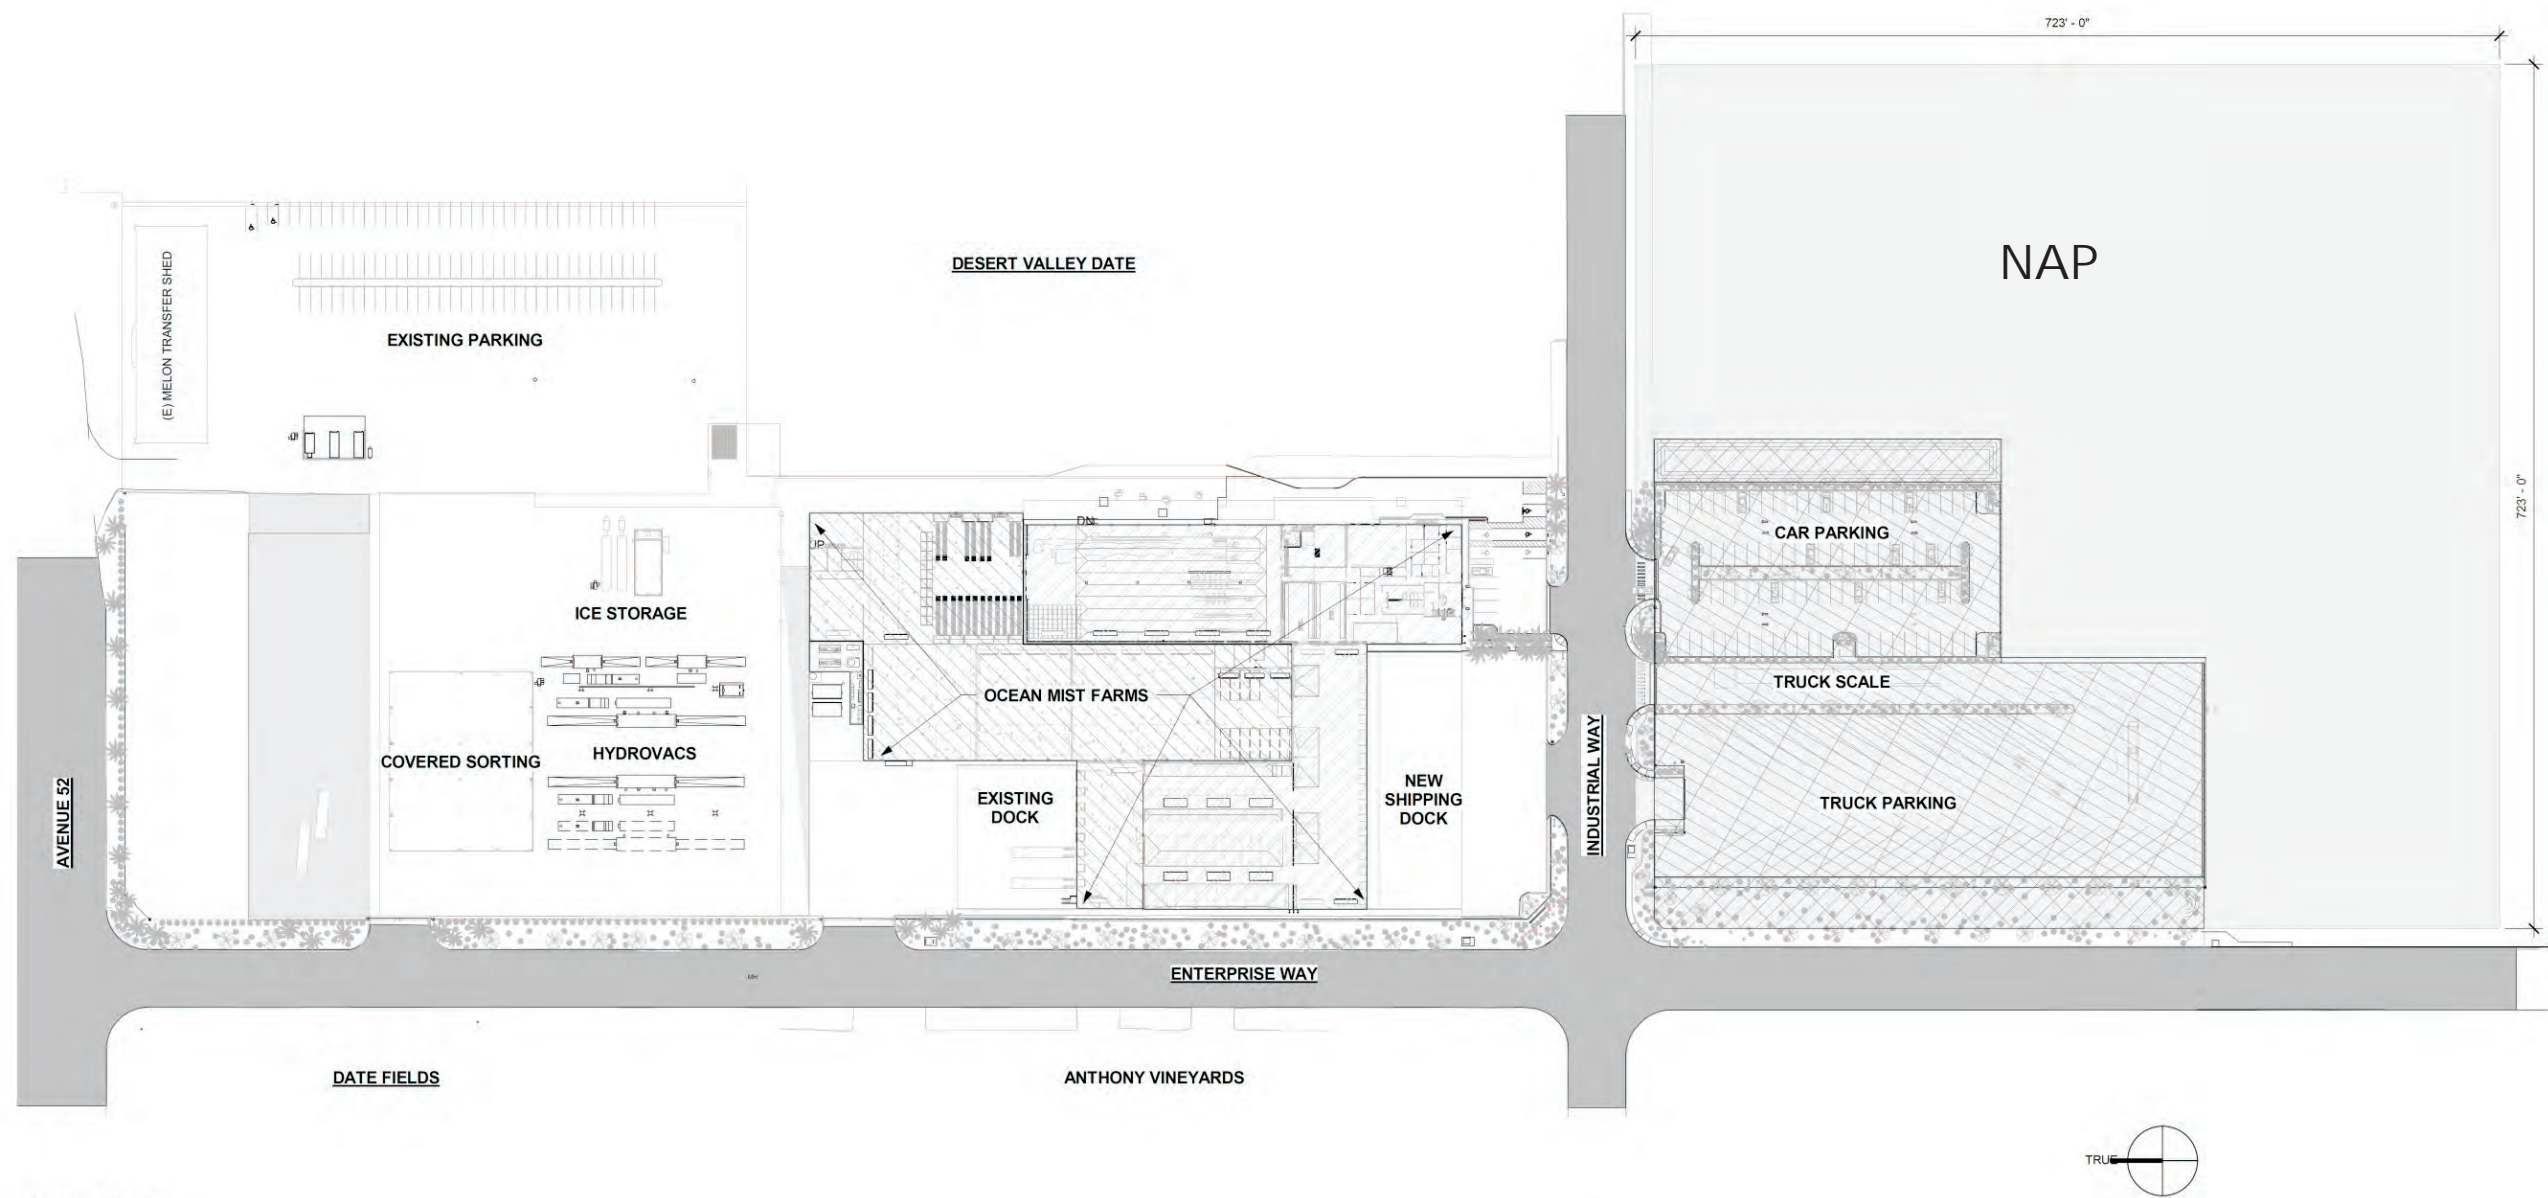 723' - 0"
NAP
DESERT VALLEY DATE
(E) MELON TRANSFER SHED
EXISTING PARKING
723' - 0"
DN
UP
CAR PARKING
ICE STORAGE
TRUCK SCALE
OCEAN MIST FARMS
COVERED SORTING
HYDROVACS
EXISTING
DOCK
NEW
SHIPPING
DOCK
TRUCK PARKING
AVENUE 52
INDUSTRIAL WAY
MH
ENTERPRISE WAY
DATE FIELDS
ANTHONY VINEYARDS
TRUE